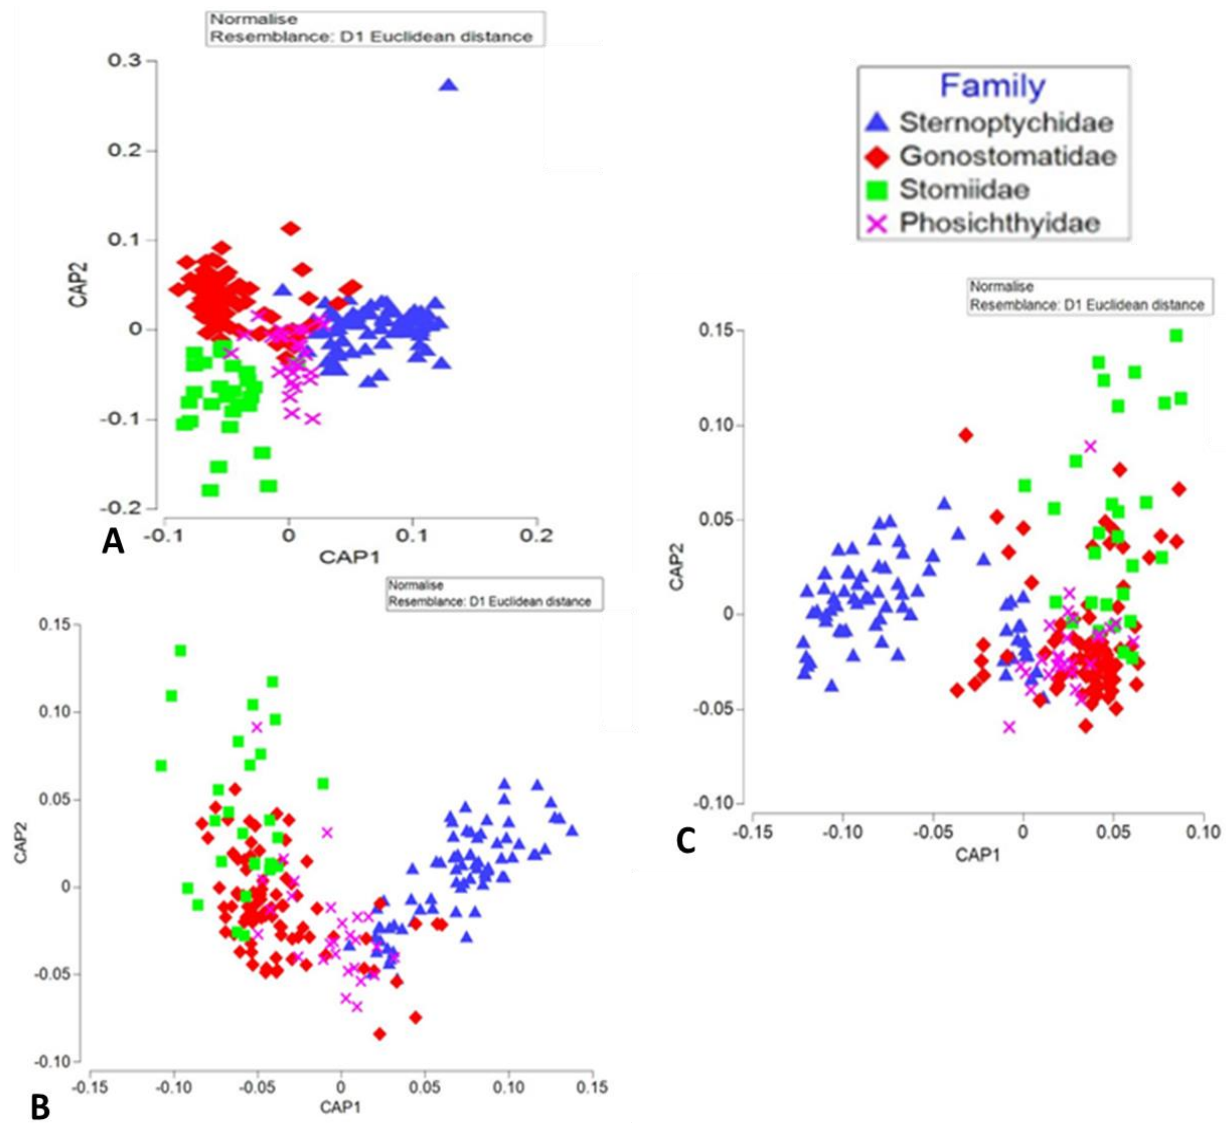 Normalise
Resemblance: D1 Euclidean distance
0.3
0.2
0.1
0
-0.1
-0.2
CAP2
-0.1 0 0.1 0.2
CAP1
A
Family
Sternoptychidae
Gonostomatidae
Stomiidae
Phosichthyidae
Normalise
Resemblance: D1 Euclidean distance
0.15
0.10
0.05
0
-0.05
-0.10
CAP2
-0.15 -0.10 -0.05 0 0.05 0.10
CAP1
C
Normalise
Resemblance: D1 Euclidean distance
0.15
0.10
0.05
0
-0.05
-0.10
CAP2
-0.15 -0.10 -0.05 0 0.05 0.10 0.15
CAP1
B